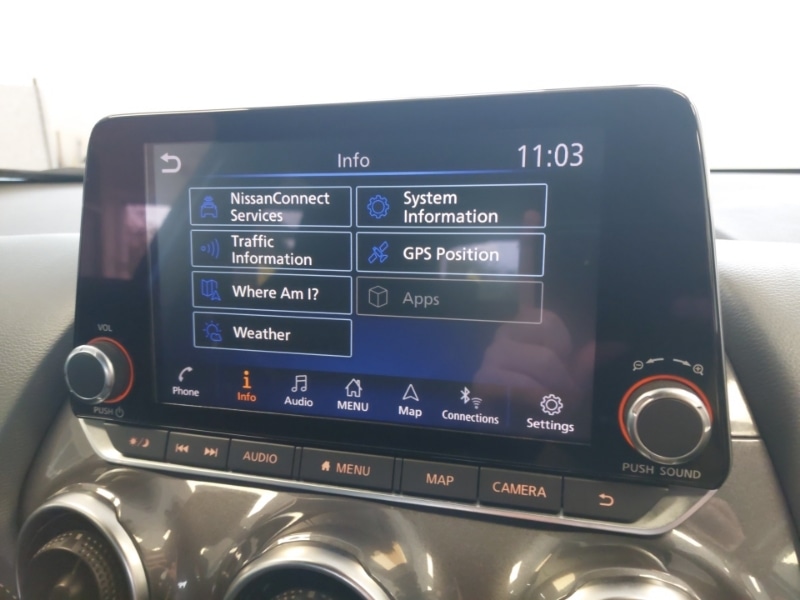 Info
11:03
NissanConnect
Services
System
Information
Traffic
Information
GPS Position
Where Am I?
Apps
Weather
Phone
Info
Audio
MENU
Map
Connections
Settings
VOL
PUSH
PUSH SOUND
AUDIO
MENU
MAP
CAMERA